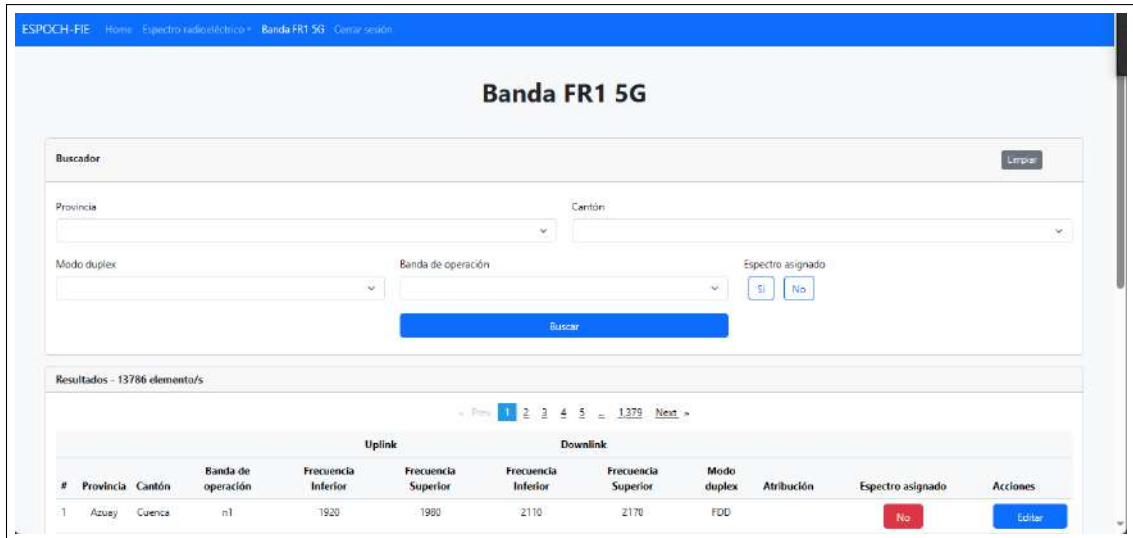 ESPOCH-FIE Home Espectro radioeléctrico Banda FR1 5G Cerrar sesión
Banda FR1 5G
Buscador Limpiar
Provincia Cantón
Modo duplex Banda de operación Espectro asignado
Si No
Buscar
Resultados - 13786 elemento/s
« Prev 1 2 3 4 5 ... 1,379 Next »
Uplink Downlink
# Provincia Cantón Banda de operación Frecuencia Inferior Frecuencia Superior Frecuencia Inferior Frecuencia Superior Modo duplex Atribución Espectro asignado Acciones
1 Azuay Cuenca n1 1920 1980 2110 2170 FDD No Editar